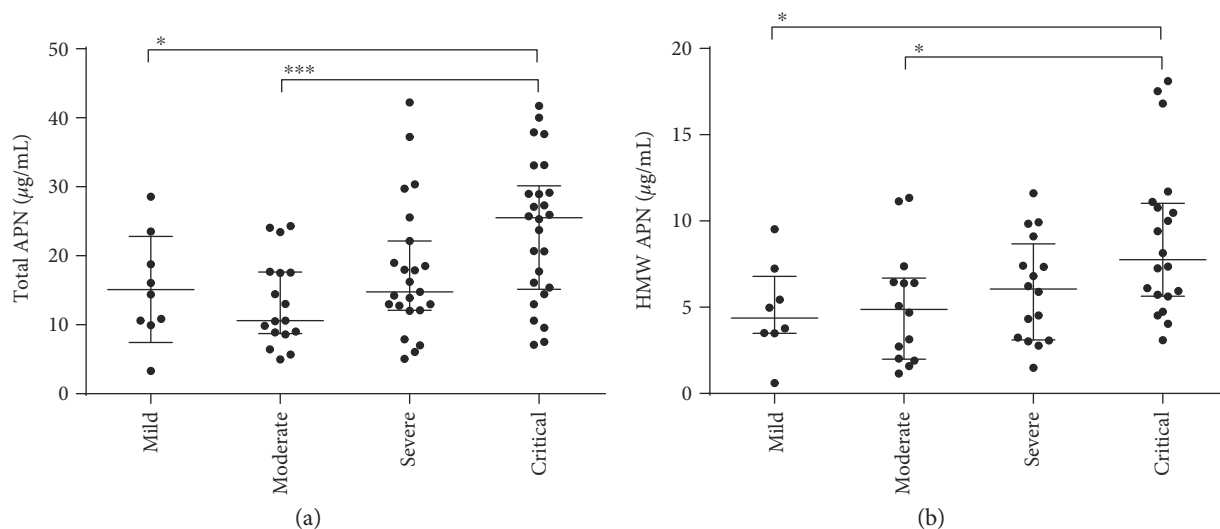 Total APN (μg/mL)
50
40
30
20
10
0
*
***
Mild
Moderate
Severe
Critical
(a)
HMW APN (μg/mL)
20
15
10
5
0
*
*
Mild
Moderate
Severe
Critical
(b)